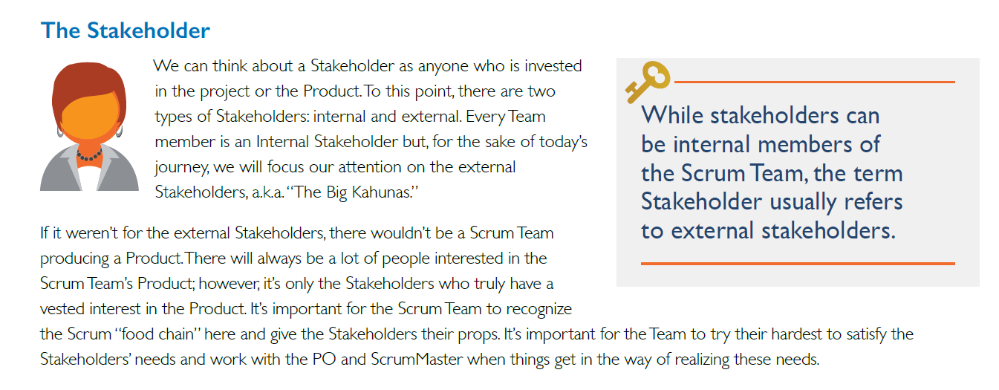 The Stakeholder
We can think about a Stakeholder as anyone who is invested
in the project or the Product. To this point, there are two
types of Stakeholders: internal and external. Every Team
member is an Internal Stakeholder but, for the sake of today's
journey, we will focus our attention on the external
Stakeholders, a.k.a. “The Big Kahunas.”
If it weren't for the external Stakeholders, there wouldn't be a Scrum Team
producing a Product. There will always be a lot of people interested in the
Scrum Team's Product; however, it's only the Stakeholders who truly have a
vested interest in the Product. It's important for the Scrum Team to recognize
the Scrum “food chain” here and give the Stakeholders their props. It's important for the Team to try their hardest to satisfy the
Stakeholders' needs and work with the PO and ScrumMaster when things get in the way of realizing these needs.
While stakeholders can
be internal members of
the Scrum Team, the term
Stakeholder usually refers
to external stakeholders.